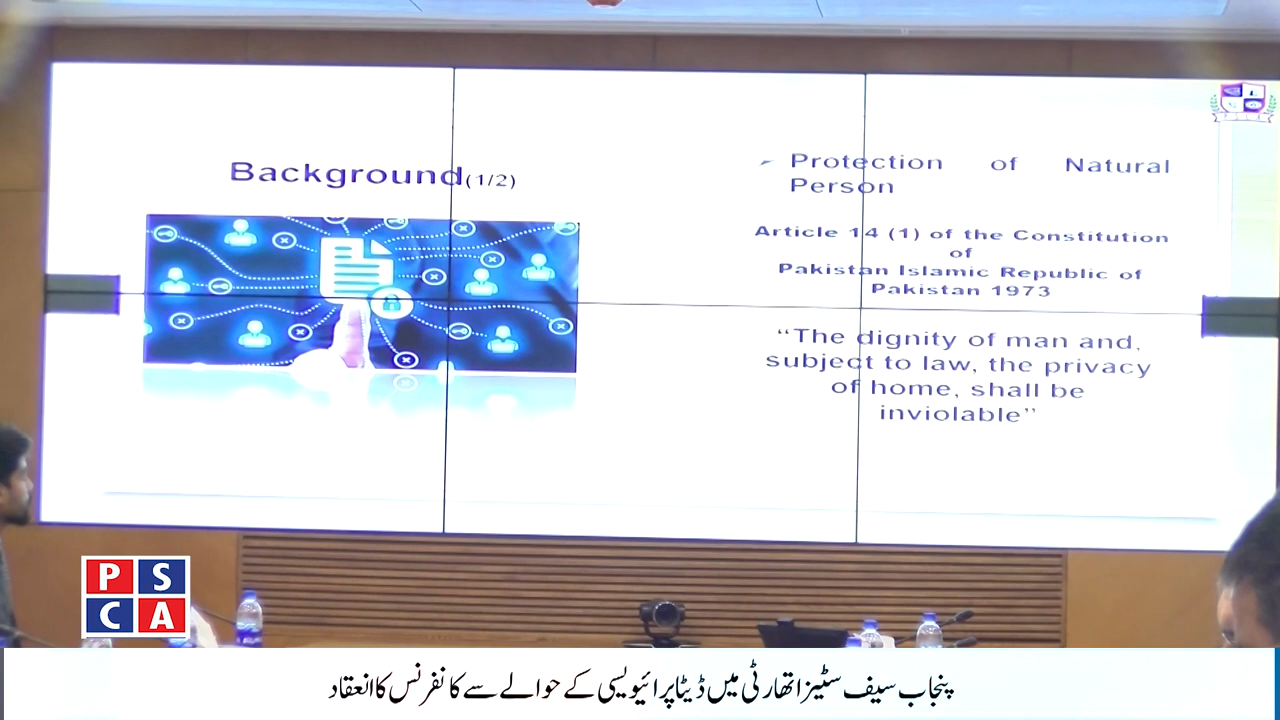 Background(1/2)
Protection of Natural
Person
Article 14 (1) of the Constitution
of
Pakistan Islamic Republic of
Pakistan 1973
“The dignity of man and,
subject to law, the privacy
of home, shall be
inviolable”
P S
C A
پنجاب سیف سٹیز اتھارٹی میں ڈیٹا پرائیویسی کے حوالے سے کانفرنس کا انعقاد